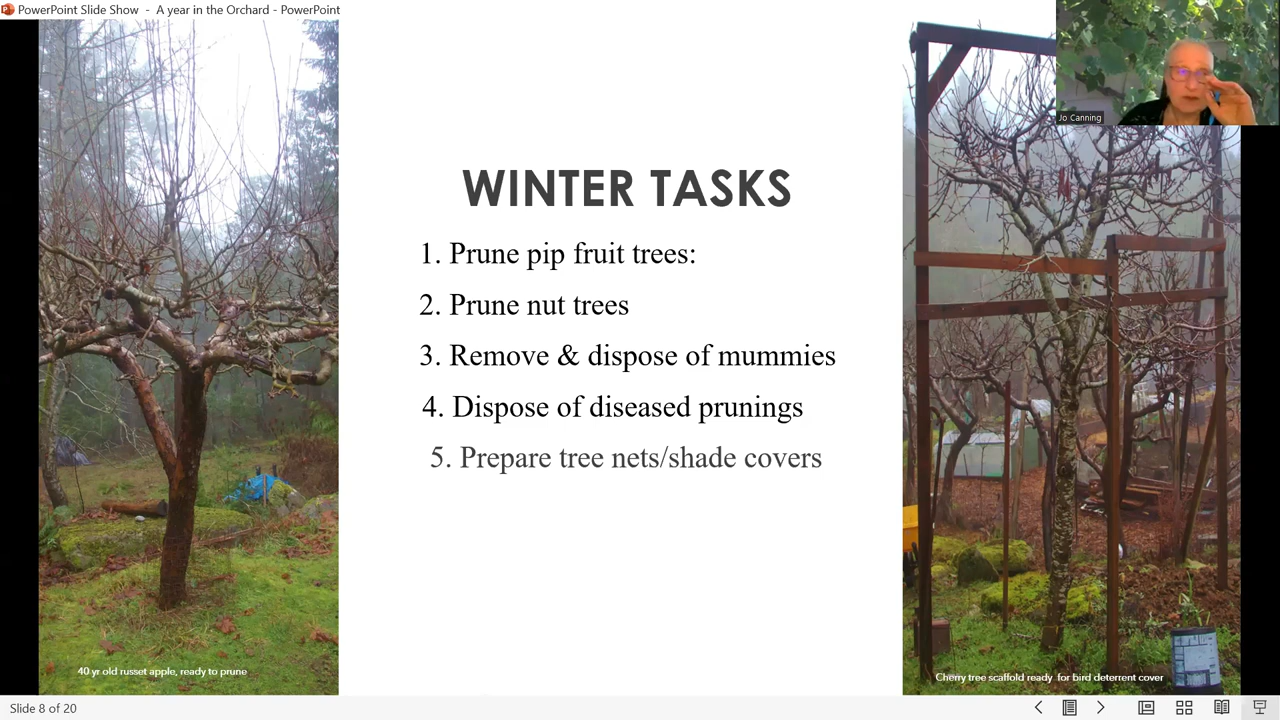 PowerPoint Slide Show - A year in the Orchard - PowerPoint
Jo Canning
WINTER TASKS
1. Prune pip fruit trees:
2. Prune nut trees
3. Remove & dispose of mummies
4. Dispose of diseased prunings
5. Prepare tree nets/shade covers
40 yr old russet apple, ready to prune
Cherry tree scaffold ready for bird deterrent cover
Slide 8 of 20